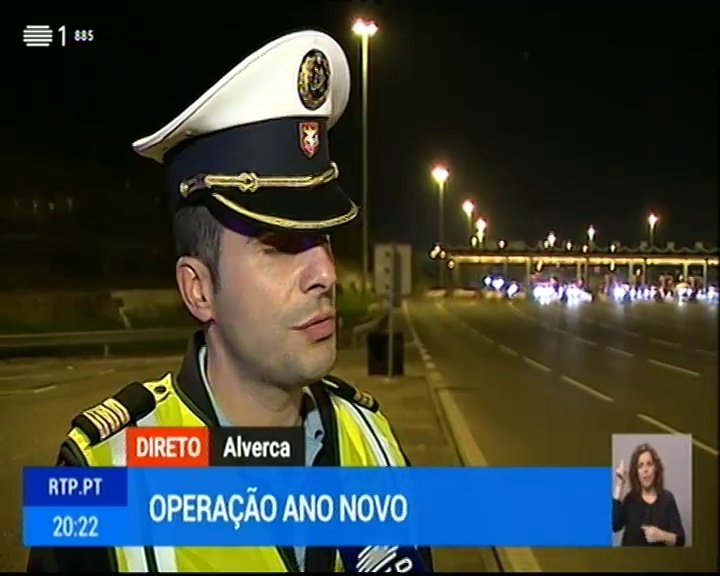 1 885
DIRETO Alverca
RTP.PT
20:22
OPERAÇÃO ANO NOVO